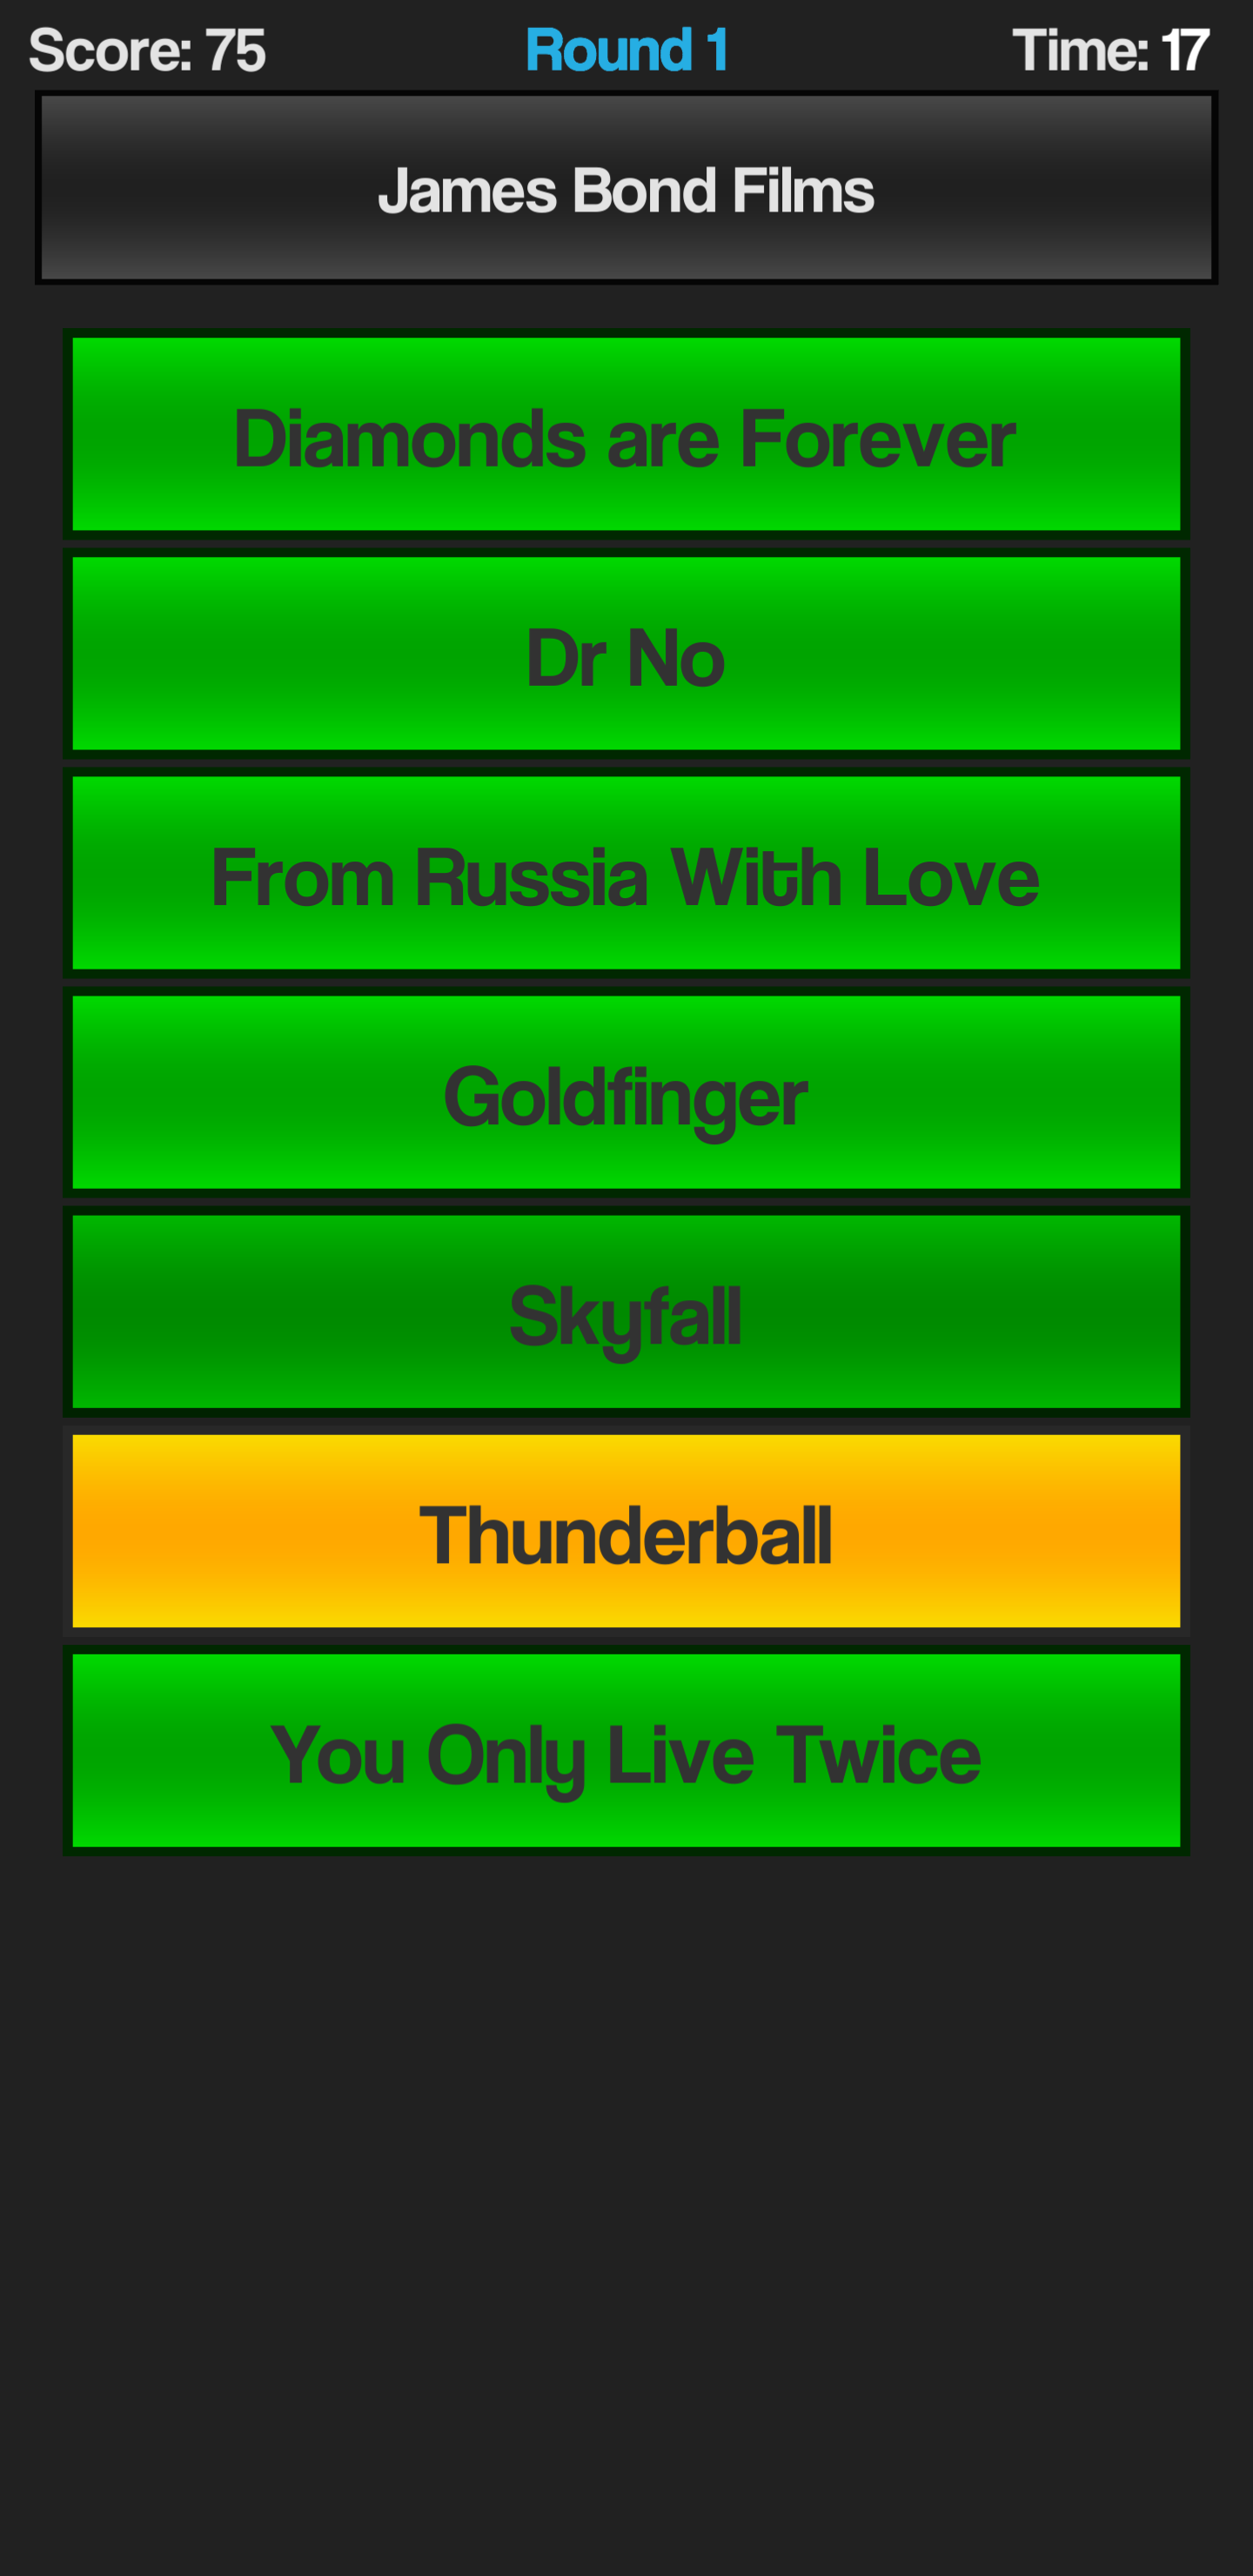 Score: 75
Round 1
Time: 17
James Bond Films
Diamonds are Forever
Dr No
From Russia With Love
Goldfinger
Skyfall
Thunderball
You Only Live Twice